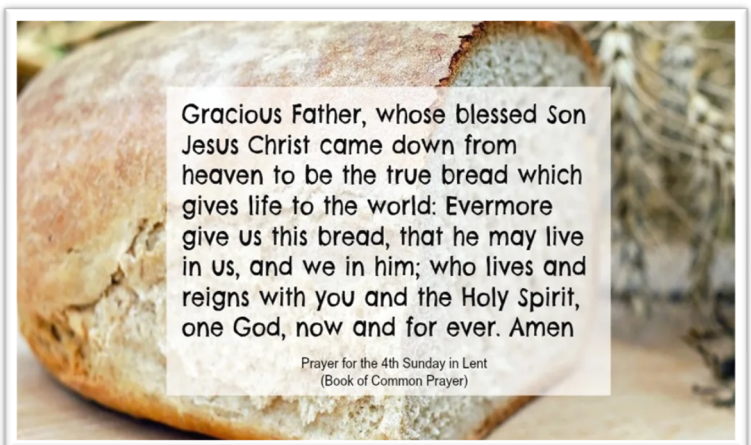 Gracious Father, whose blessed Son
Jesus Christ came down from
heaven to be the true bread which
gives life to the world: Evermore
give us this bread, that he may live
in us, and we in him; who lives and
reigns with you and the Holy Spirit,
one God, now and for ever. Amen
Prayer for the 4th Sunday in Lent
(Book of Common Prayer)